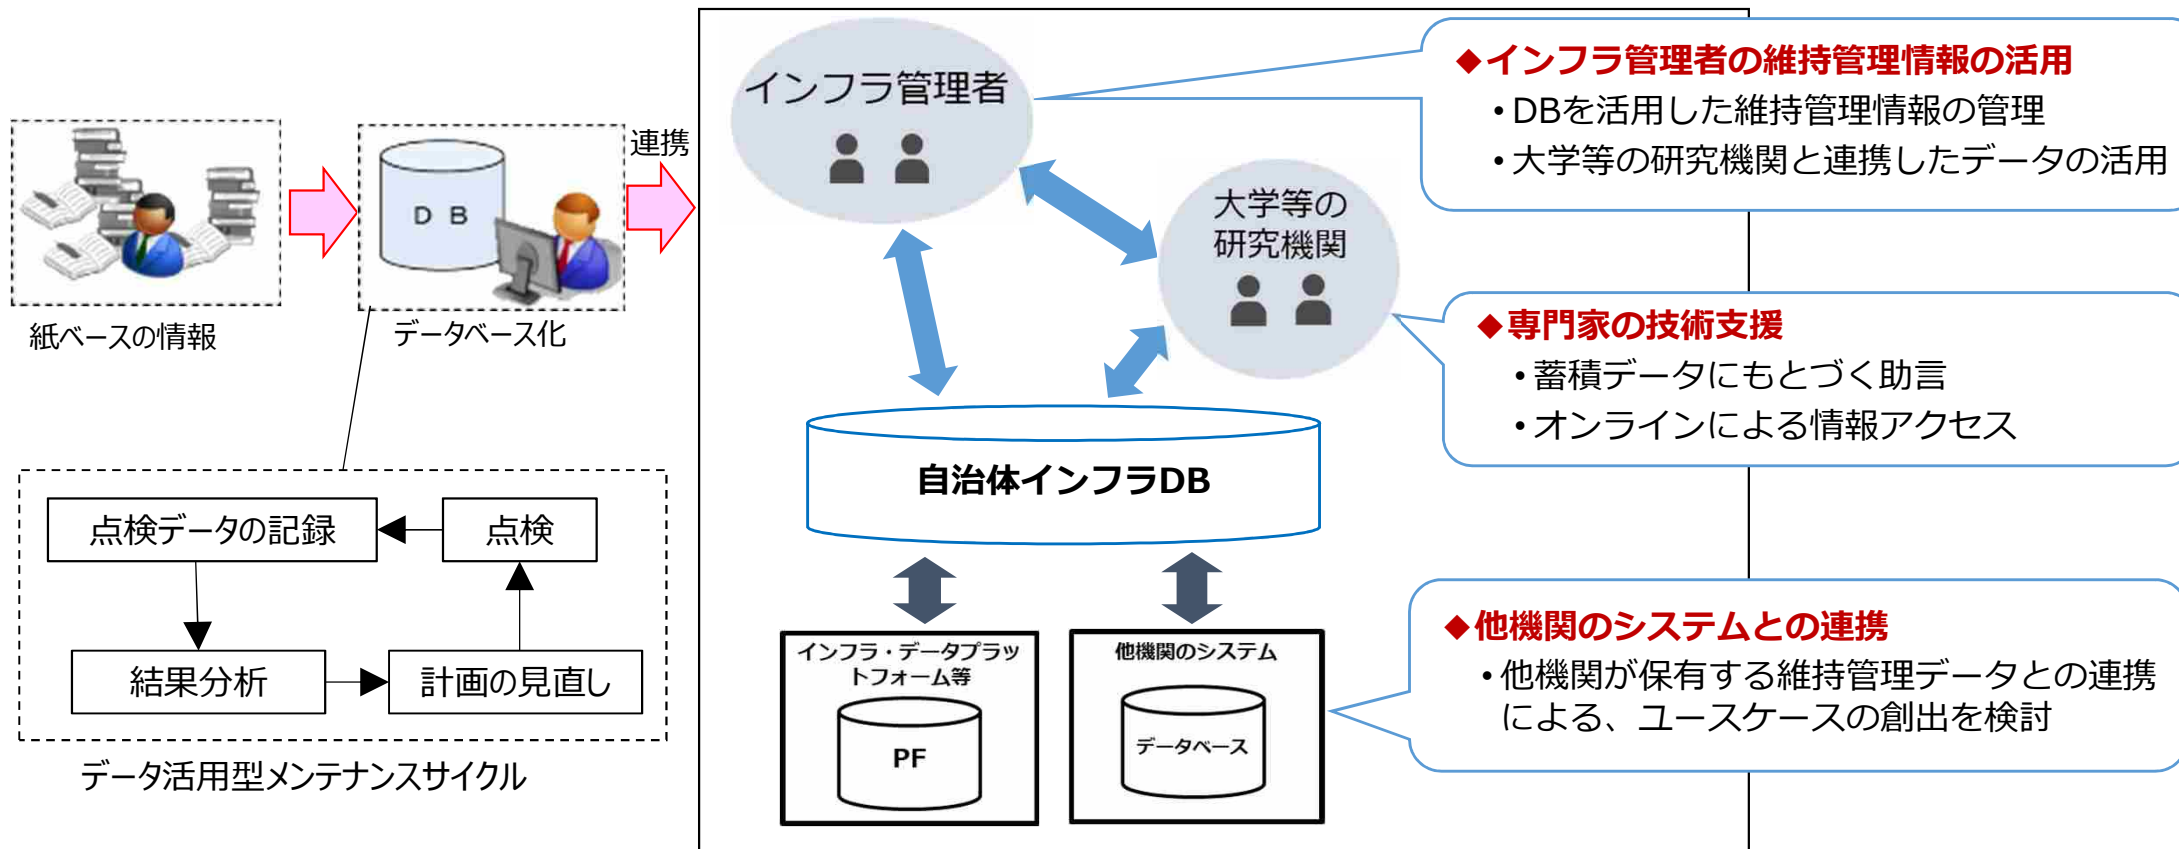 紙ベースの情報
D B
データベース化
連携
点検データの記録
点検
結果分析
計画の見直し
データ活用型メンテナンスサイクル
インフラ管理者
大学等の
研究機関
自治体インフラDB
インフラ・データプラッ
トフォーム等
PF
他機関のシステム
データベース
◆インフラ管理者の維持管理情報の活用
・DBを活用した維持管理情報の管理
・大学等の研究機関と連携したデータの活用
◆専門家の技術支援
・蓄積データにもとづく助言
・オンラインによる情報アクセス
◆他機関のシステムとの連携
・他機関が保有する維持管理データとの連携
による、ユースケースの創出を検討